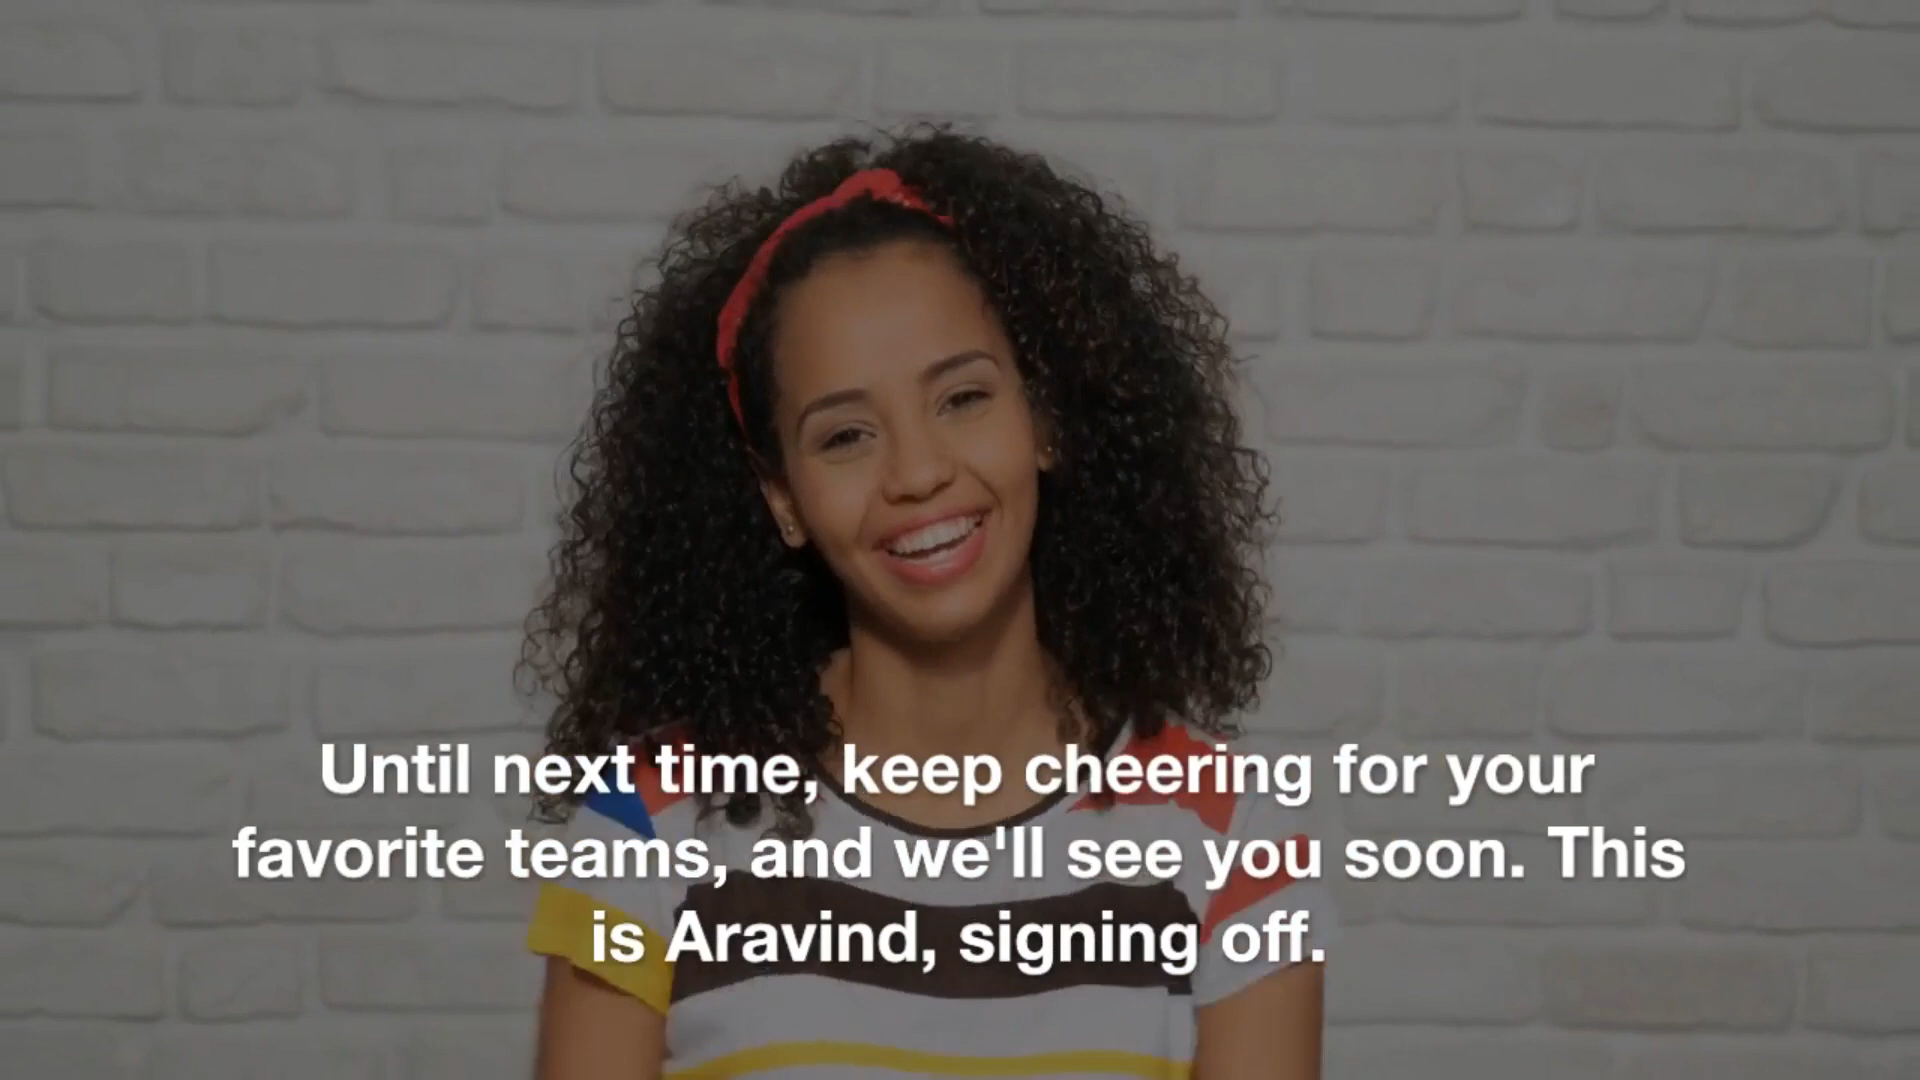 Until next time, keep cheering for your
favorite teams, and we'll see you soon. This
is Aravind, signing off.